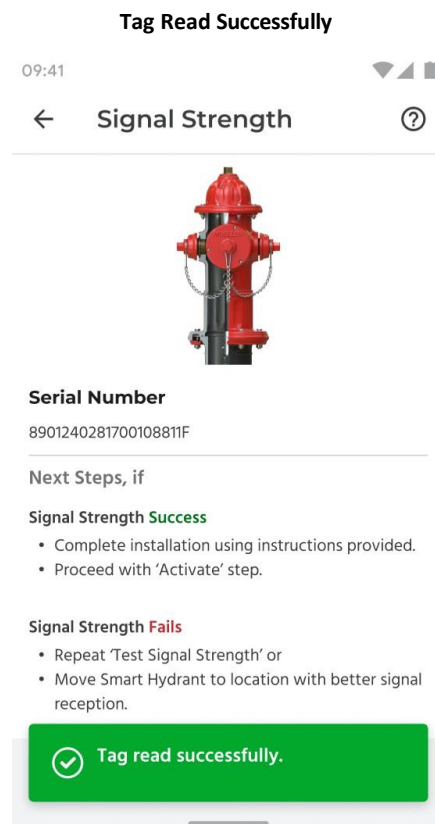 Tag Read Successfully
09:41
Signal Strength
Serial Number
8901240281700108811F
Next Steps, if
Signal Strength Success
• Complete installation using instructions provided.
• Proceed with ‘Activate’ step.
Signal Strength Fails
• Repeat ‘Test Signal Strength’ or
• Move Smart Hydrant to location with better signal
reception.
Tag read successfully.